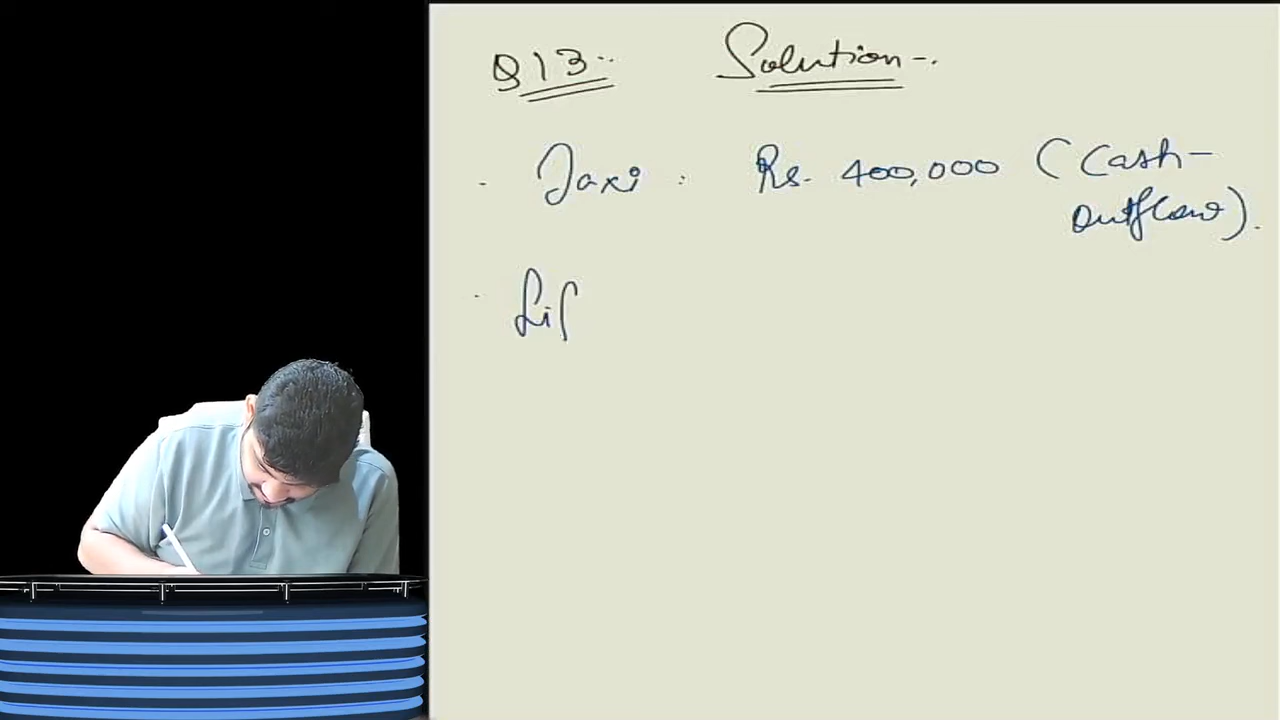 Q13:. Solution-.
. Taxi : Rs. 400,000 (Cash-
outflow).
. Lif